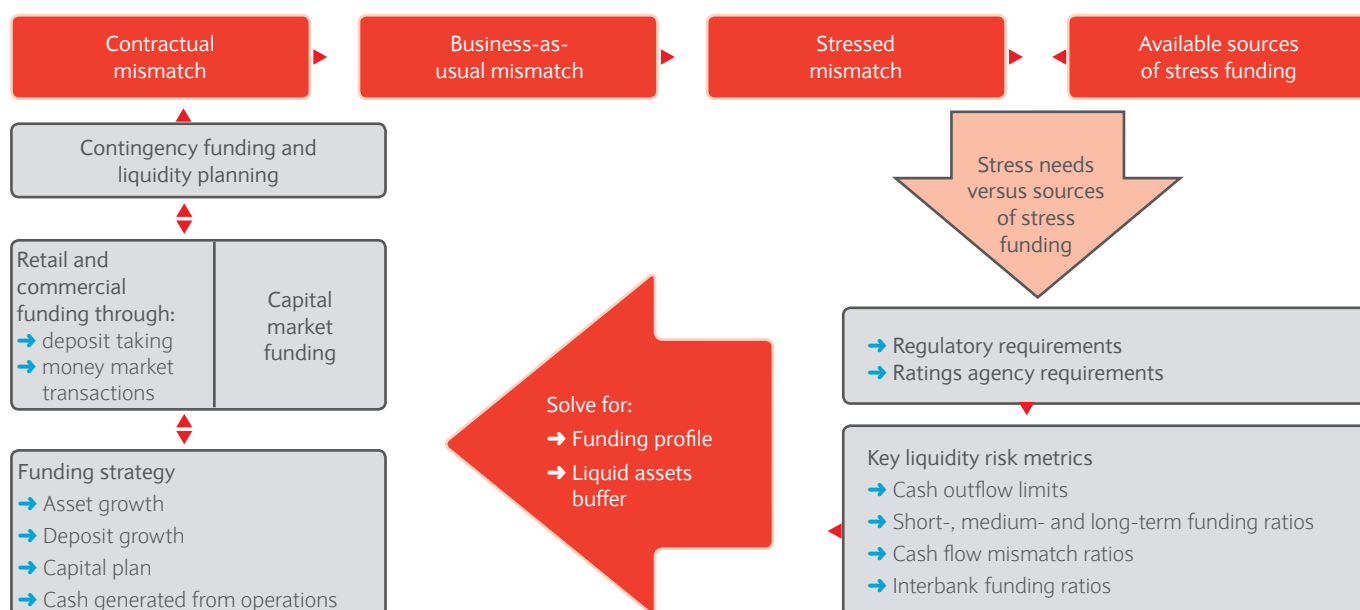 Contractual
mismatch
Business-as-
usual mismatch
Stressed
mismatch
Available sources
of stress funding
Contingency funding and
liquidity planning
Stress needs
versus sources
of stress
funding
Retail and
commercial
funding through:
➜ deposit taking
➜ money market
transactions
Capital
market
funding
➜ Regulatory requirements
➜ Ratings agency requirements
Solve for:
➜ Funding profile
➜ Liquid assets
buffer
Funding strategy
➜ Asset growth
➜ Deposit growth
➜ Capital plan
➜ Cash generated from operations
Key liquidity risk metrics
➜ Cash outflow limits
➜ Short-, medium- and long-term funding ratios
➜ Cash flow mismatch ratios
➜ Interbank funding ratios